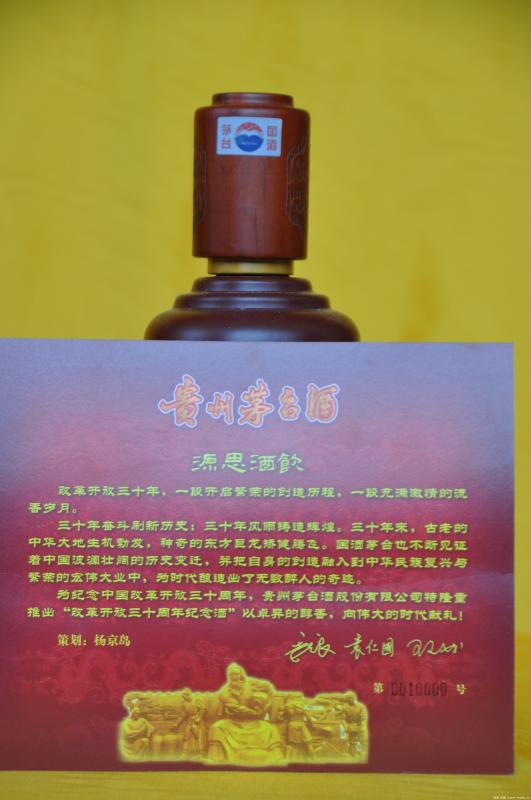 茅台 国酒
贵州茅台酒
源思酒飲
改革开放三十年，一段开启繁荣的创造历程，一段充满激情的流
香岁月。
三十年奋斗刷新历史；三十年风雨铸造辉煌。三十年来，古老的
中华大地生机勃发，神奇的东方巨龙矫健腾飞。国酒茅台也不断见证
着中国波澜壮阔的历史变迁，并把自身的创造融入到中华民族复兴与
繁荣的宏伟大业中，为时代酿造出了无数醉人的奇迹。
为纪念中国改革开放三十周年，贵州茅台酒股份有限公司特隆重
推出“改革开放三十周年纪念酒”以卓异的醇香，向伟大的时代献礼！
策划：杨京岛
袁仁國
第 0010000 号